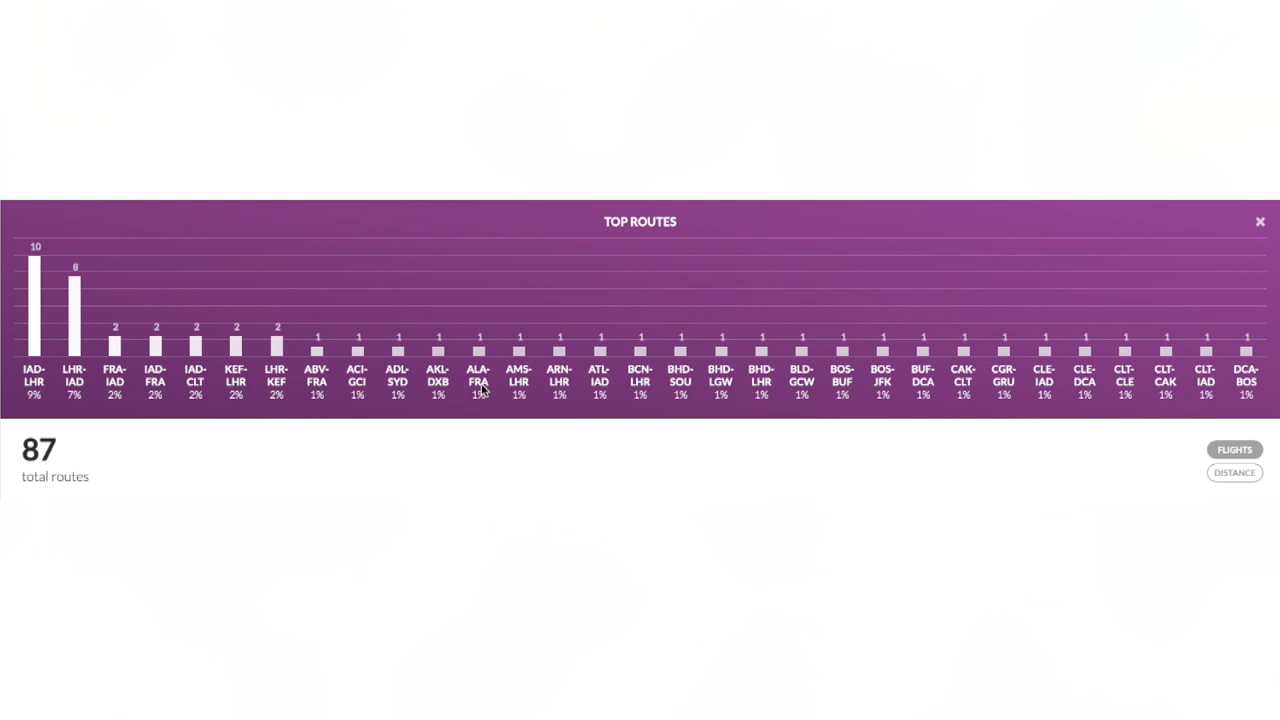 TOP ROUTES
10 8 2 2 2 2 2 1 1 1 1 1 1 1 1 1 1 1 1 1 1 1 1 1 1 1 1 1 1 1 1
IAD- LHR- FRA- IAD- IAD- KEF- LHR- ABV- ACI- ADL- AKL- ALA- AMS- ARN- ATL- BCN- BHD- BHD- BHD- BLD- BOS- BOS- BUF- CAK- CGR- CLE- CLE- CLT- CLT- CLT- DCA-
LHR IAD IAD FRA CLT LHR KEF FRA GCI SYD DXB FRA LHR LHR IAD LHR SOU LGW LHR GCW BUF JFK DCA CLT GRU IAD DCA CLE CAK IAD BOS
9% 7% 2% 2% 2% 2% 2% 1% 1% 1% 1% 1% 1% 1% 1% 1% 1% 1% 1% 1% 1% 1% 1% 1% 1% 1% 1% 1% 1% 1% 1%
87
total routes
FLIGHTS
DISTANCE